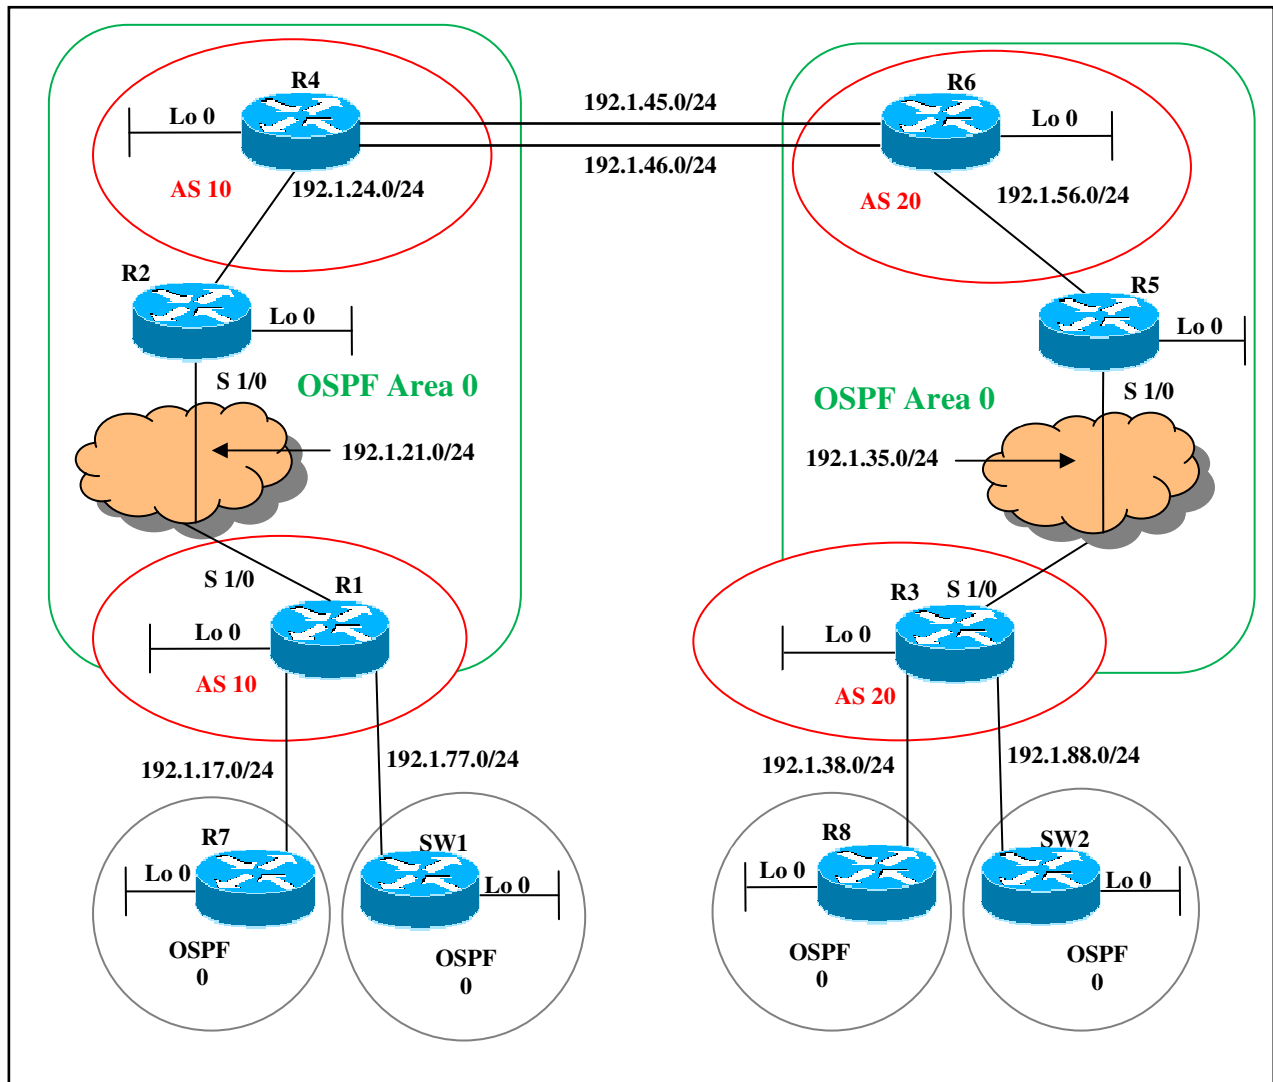 R4
R6
192.1.45.0/24
Lo 0
Lo 0
192.1.46.0/24
AS 10
192.1.24.0/24
AS 20
192.1.56.0/24
R2
R5
Lo 0
Lo 0
S 1/0
OSPF Area 0
OSPF Area 0
S 1/0
192.1.21.0/24
192.1.35.0/24
S 1/0
R1
R3
S 1/0
Lo 0
Lo 0
AS 10
AS 20
192.1.17.0/24
192.1.77.0/24
192.1.38.0/24
192.1.88.0/24
R7
SW1
R8
SW2
Lo 0
Lo 0
Lo 0
Lo 0
OSPF
0
OSPF
0
OSPF
0
OSPF
0